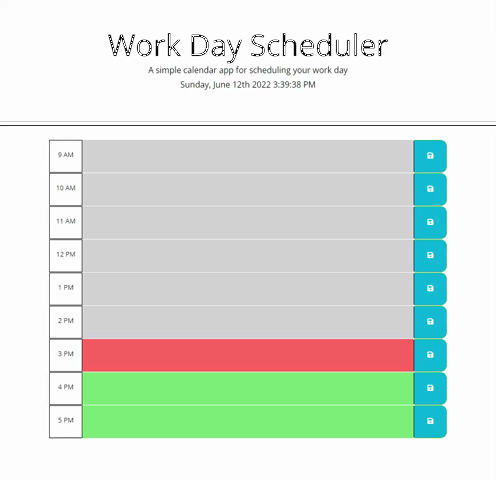 Work Day Scheduler
A simple calendar app for scheduling your work day
Sunday, June 12th 2022 3:39:38 PM
9 AM
10 AM
11 AM
12 PM
1 PM
2 PM
3 PM
4 PM
5 PM